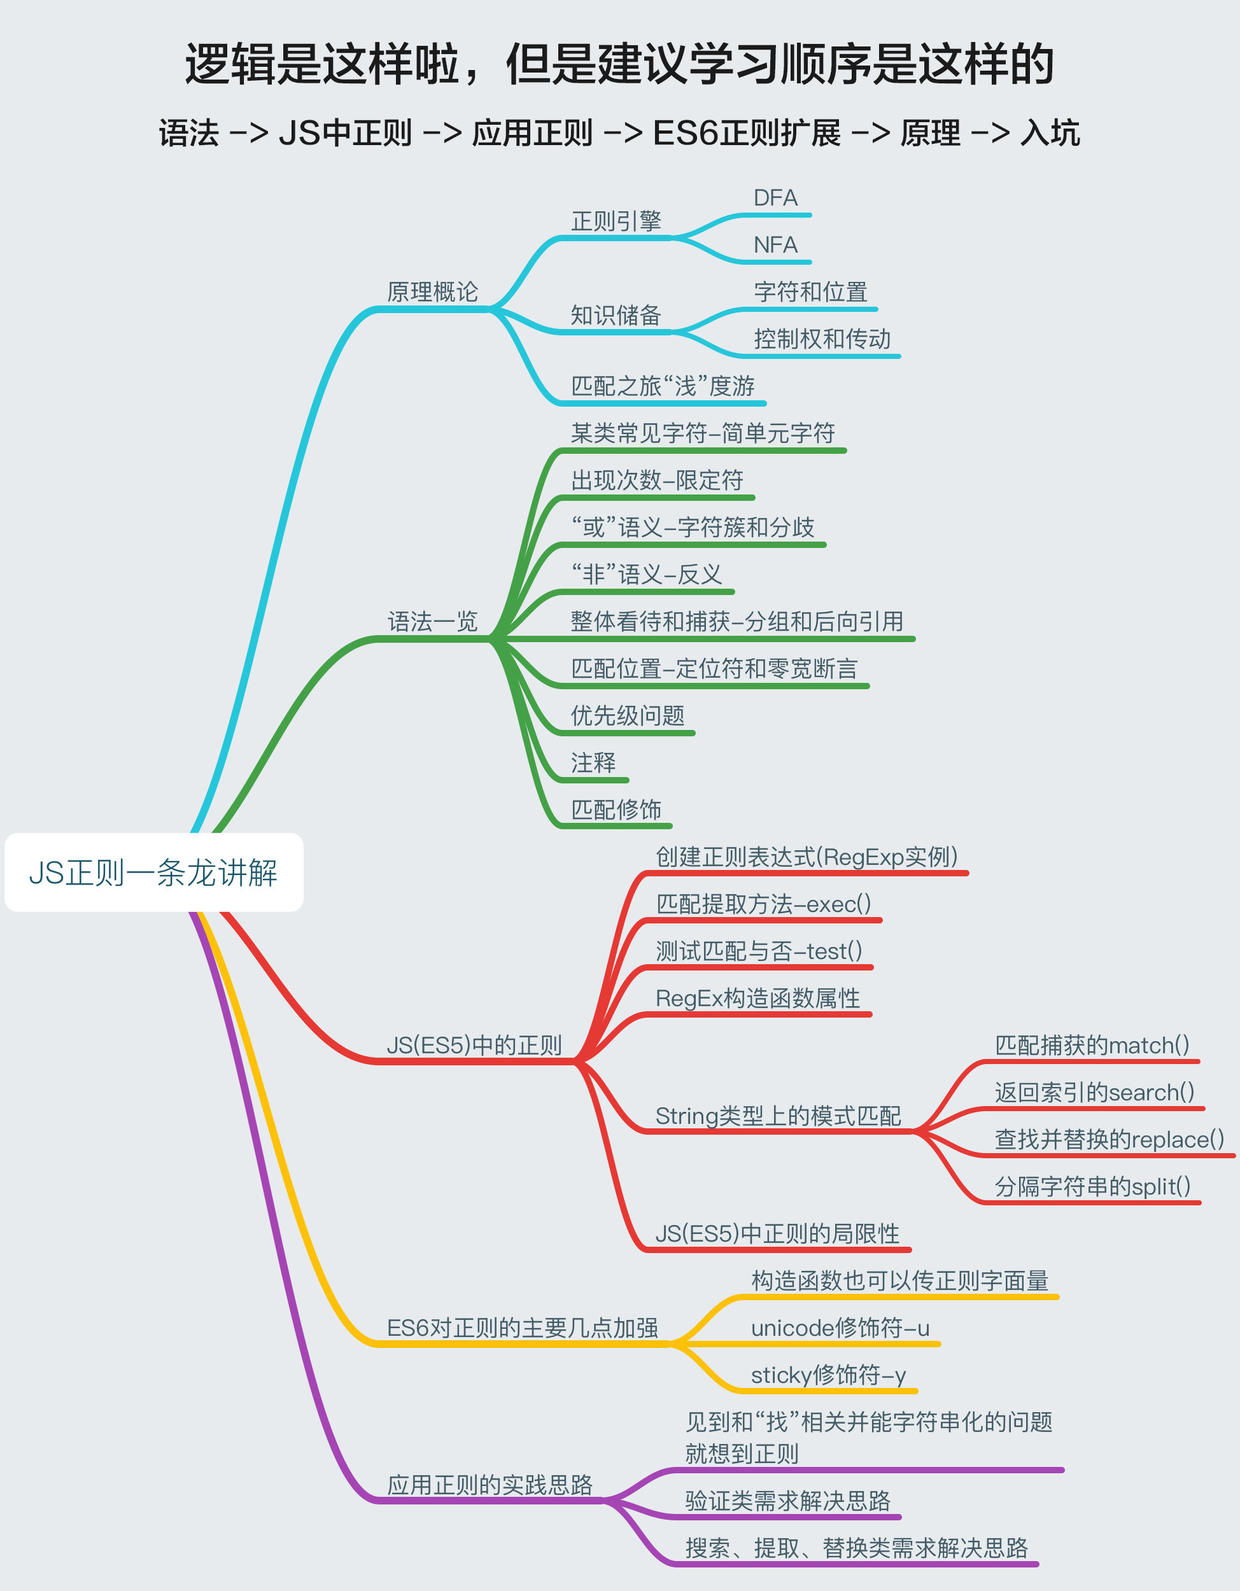 逻辑是这样啦，但是建议学习顺序是这样的
语法 –> JS中正则 –> 应用正则 –> ES6正则扩展 –> 原理 –> 入坑
JS正则一条龙讲解
原理概论
正则引擎
DFA
NFA
知识储备
字符和位置
控制权和传动
匹配之旅“浅”度游
语法一览
某类常见字符–简单元字符
出现次数–限定符
“或”语义–字符簇和分歧
“非”语义–反义
整体看待和捕获–分组和后向引用
匹配位置–定位符和零宽断言
优先级问题
注释
匹配修饰
JS(ES5)中的正则
创建正则表达式(RegExp实例)
匹配提取方法–exec()
测试匹配与否–test()
RegEx构造函数属性
String类型上的模式匹配
匹配捕获的match()
返回索引的search()
查找并替换的replace()
分隔字符串的split()
JS(ES5)中正则的局限性
ES6对正则的主要几点加强
构造函数也可以传正则字面量
unicode修饰符–u
sticky修饰符–y
应用正则的实践思路
见到和“找”相关并能字符串化的问题
就想到正则
验证类需求解决思路
搜索、提取、替换类需求解决思路